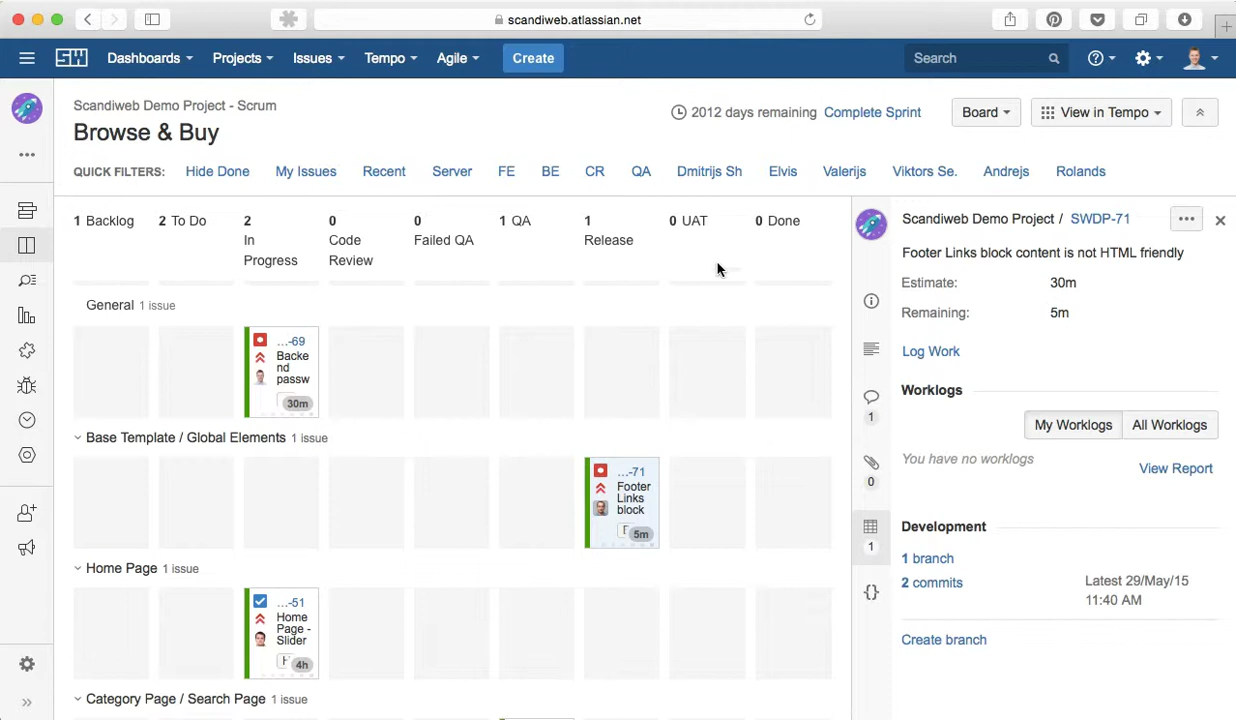 scandiweb.atlassian.net
SW Dashboards Projects Issues Tempo Agile Create Search
Scandiweb Demo Project - Scrum
Browse & Buy
2012 days remaining Complete Sprint Board View in Tempo
QUICK FILTERS: Hide Done My Issues Recent Server FE BE CR QA Dmitrijs Sh Elvis Valerijs Viktors Se. Andrejs Rolands
1 Backlog
2 To Do
2
In
Progress
0
Code
Review
0
Failed QA
1 QA
1
Release
0 UAT
0 Done
General 1 issue
...-69
Backe
nd
passw
30m
Base Template / Global Elements 1 issue
...-71
Footer
Links
block
5m
Home Page 1 issue
...-51
Home
Page -
Slider
4h
Category Page / Search Page 1 issue
Scandiweb Demo Project / SWDP-71
Footer Links block content is not HTML friendly
Estimate: 30m
Remaining: 5m
Log Work
1
0
1
Worklogs
My Worklogs All Worklogs
You have no worklogs
View Report
Development
1 branch
2 commits
Latest 29/May/15
11:40 AM
Create branch